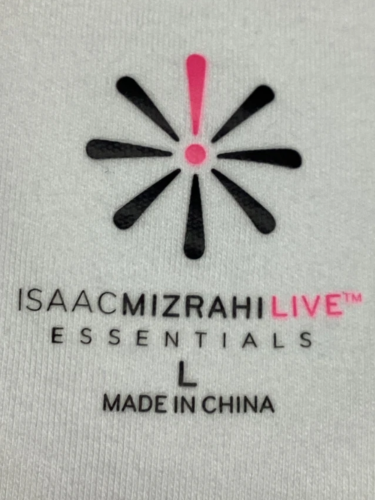 ISAACMIZRAHILIVE™
ESSENTIALS
L
MADE IN CHINA